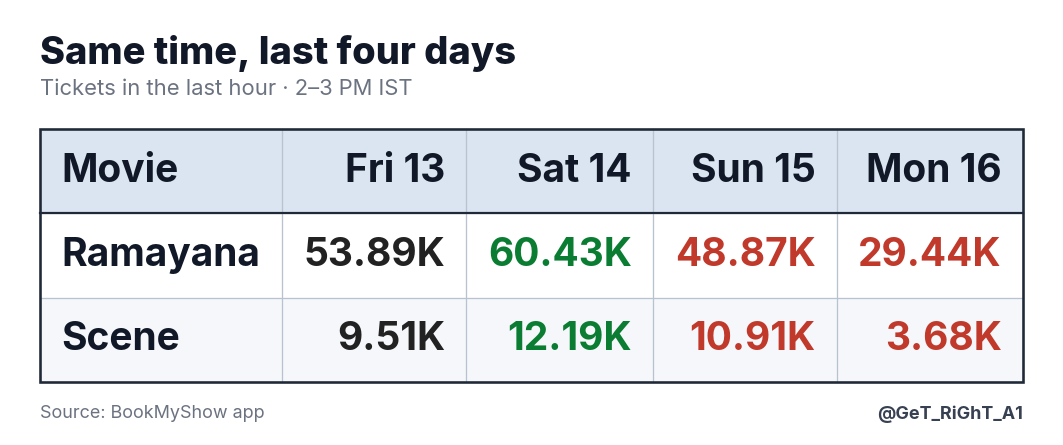 Same time, last four days
Tickets in the last hour · 2–3 PM IST
Movie Fri 13 Sat 14 Sun 15 Mon 16
Ramayana 53.89K 60.43K 48.87K 29.44K
Scene 9.51K 12.19K 10.91K 3.68K
Source: BookMyShow app @GeT_RiGhT_A1